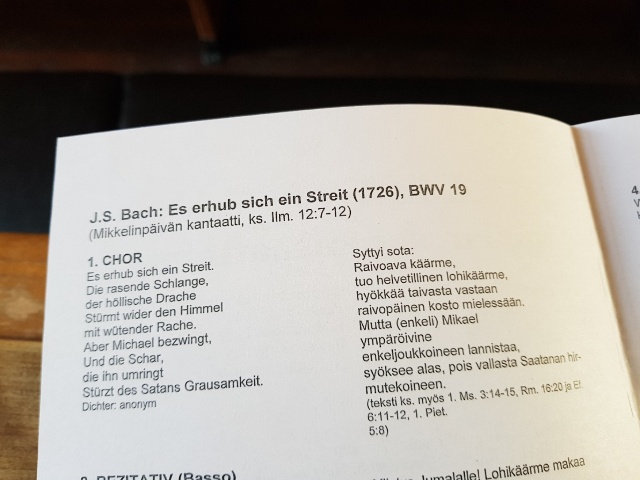 J.S. Bach: Es erhub sich ein Streit (1726), BWV 19
(Mikkelinpäivän kantaatti, ks. Ilm. 12:7-12)
1. CHOR
Es erhub sich ein Streit.
Die rasende Schlange,
der höllische Drache
Stürmt wider den Himmel
mit wütender Rache.
Aber Michael bezwingt,
Und die Schar,
die ihn umringt
Stürzt des Satans Grausamkeit.
Dichter: anonym
Syttyi sota:
Raivoava käärme,
tuo helvetillinen lohikäärme,
hyökkää taivasta vastaan
raivopäinen kosto mielessään.
Mutta (enkeli) Mikael
ympäröivine
enkeljoukkoineen lannistaa,
syöksee alas, pois vallasta Saatanan hir-
mutekoineen.
(teksti ks. myös 1. Ms. 3:14-15, Rm. 16:20 ja Ef.
6:11-12, 1. Piet.
5:8)
REZITATIV (Basso)
Jumalalle! Lohikäärme makaa
4.